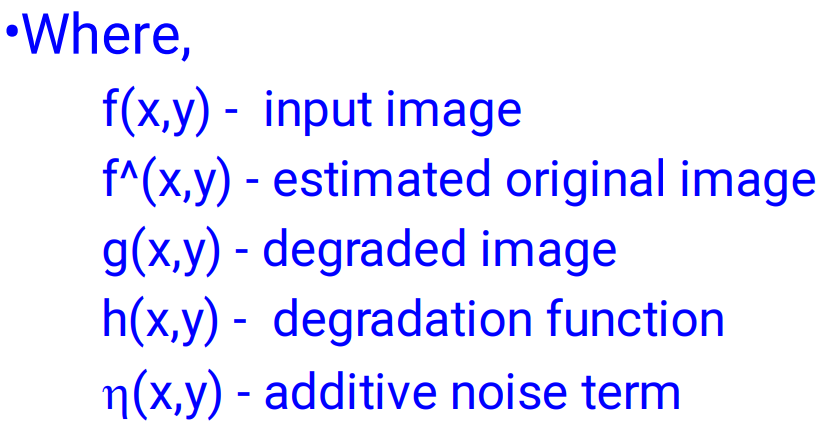 •Where,
f(x,y) - input image
f^(x,y) - estimated original image
g(x,y) - degraded image
h(x,y) - degradation function
η(x,y) - additive noise term